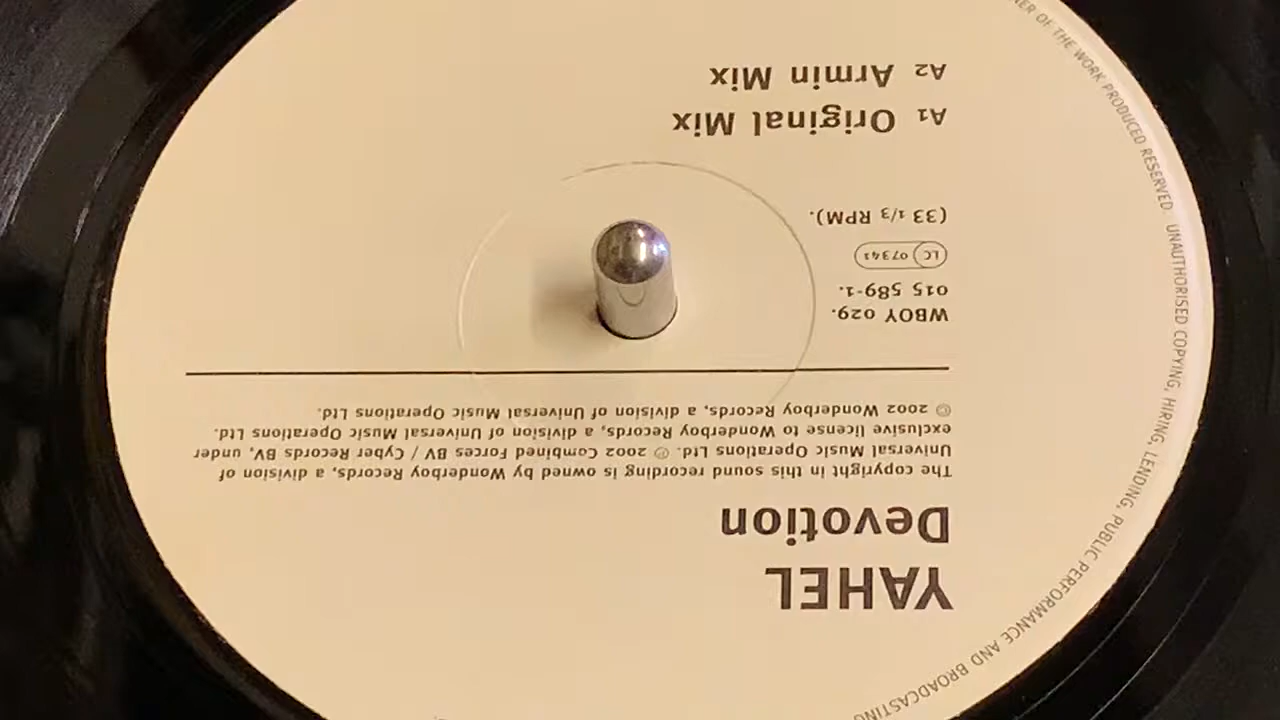 YAHEL
Devotion
The copyright in this sound recording is owned by Wonderboy Records, a division of
Universal Music Operations Ltd. ℗ 2002 Combined Forces BV / Cyber Records BV, under
exclusive license to Wonderboy Records, a division of Universal Music Operations Ltd.
© 2002 Wonderboy Records, a division of Universal Music Operations Ltd.
WBOY 029.
015 589-1.
LC 07341
(33 1/3 RPM).
A1 Original Mix
A2 Armin Mix
OF THE WORK PRODUCED RESERVED. UNAUTHORISED COPYING, HIRING, LENDING, PUBLIC PERFORMANCE AND BROADCASTING